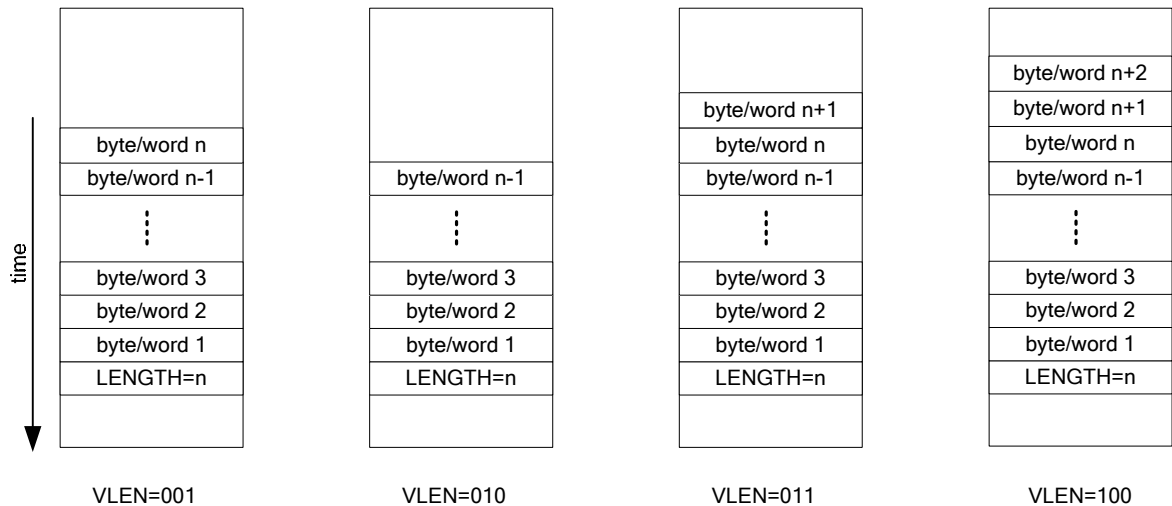 time
byte/word n
byte/word n-1
byte/word 3
byte/word 2
byte/word 1
LENGTH=n
VLEN=001
byte/word n-1
byte/word 3
byte/word 2
byte/word 1
LENGTH=n
VLEN=010
byte/word n+1
byte/word n
byte/word n-1
byte/word 3
byte/word 2
byte/word 1
LENGTH=n
VLEN=011
byte/word n+2
byte/word n+1
byte/word n
byte/word n-1
byte/word 3
byte/word 2
byte/word 1
LENGTH=n
VLEN=100